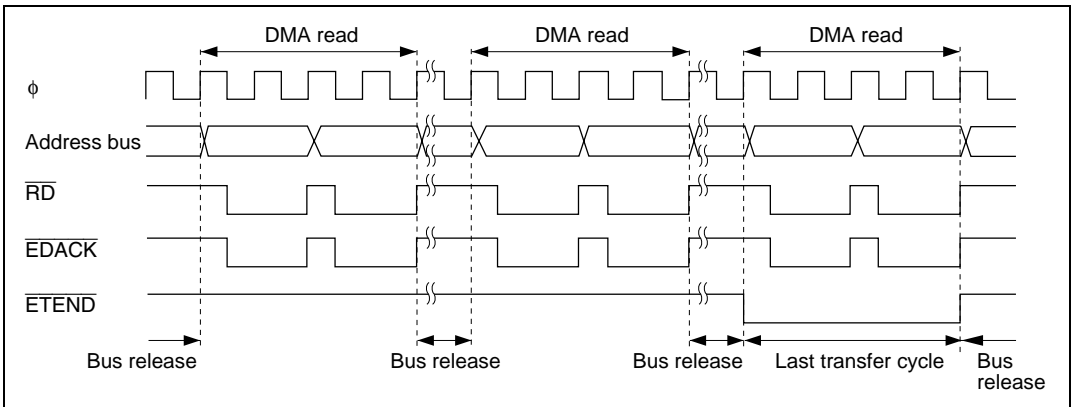 DMA read DMA read DMA read
ϕ
Address bus
RD
EDACK
ETEND
Bus release Bus release Bus release Last transfer cycle Bus
release